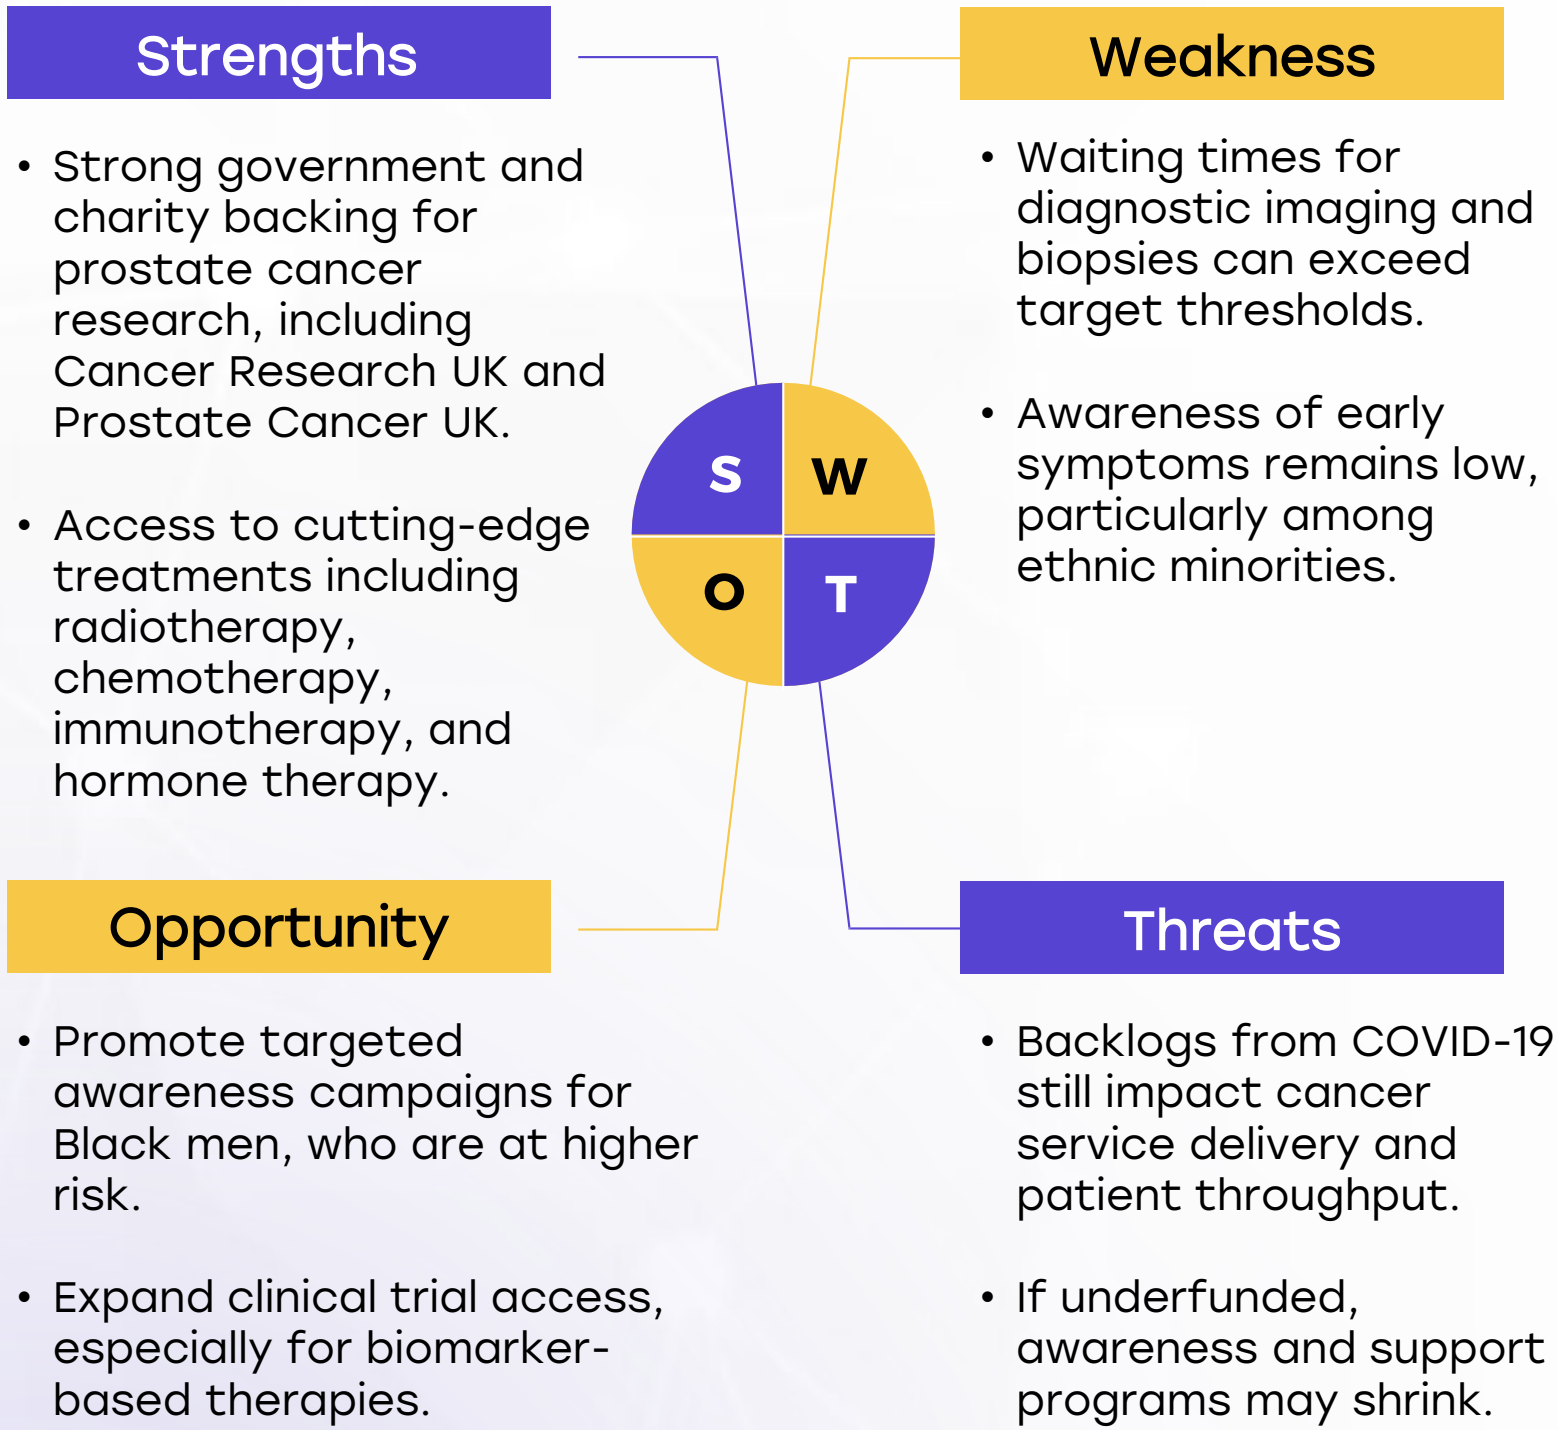 Strengths
• Strong government and
charity backing for
prostate cancer
research, including
Cancer Research UK and
Prostate Cancer UK.
• Access to cutting-edge
treatments including
radiotherapy,
chemotherapy,
immunotherapy, and
hormone therapy.
Weakness
• Waiting times for
diagnostic imaging and
biopsies can exceed
target thresholds.
• Awareness of early
symptoms remains low,
particularly among
ethnic minorities.
S
W
O
T
Opportunity
• Promote targeted
awareness campaigns for
Black men, who are at higher
risk.
• Expand clinical trial access,
especially for biomarker-
based therapies.
Threats
• Backlogs from COVID-19
still impact cancer
service delivery and
patient throughput.
• If underfunded,
awareness and support
programs may shrink.